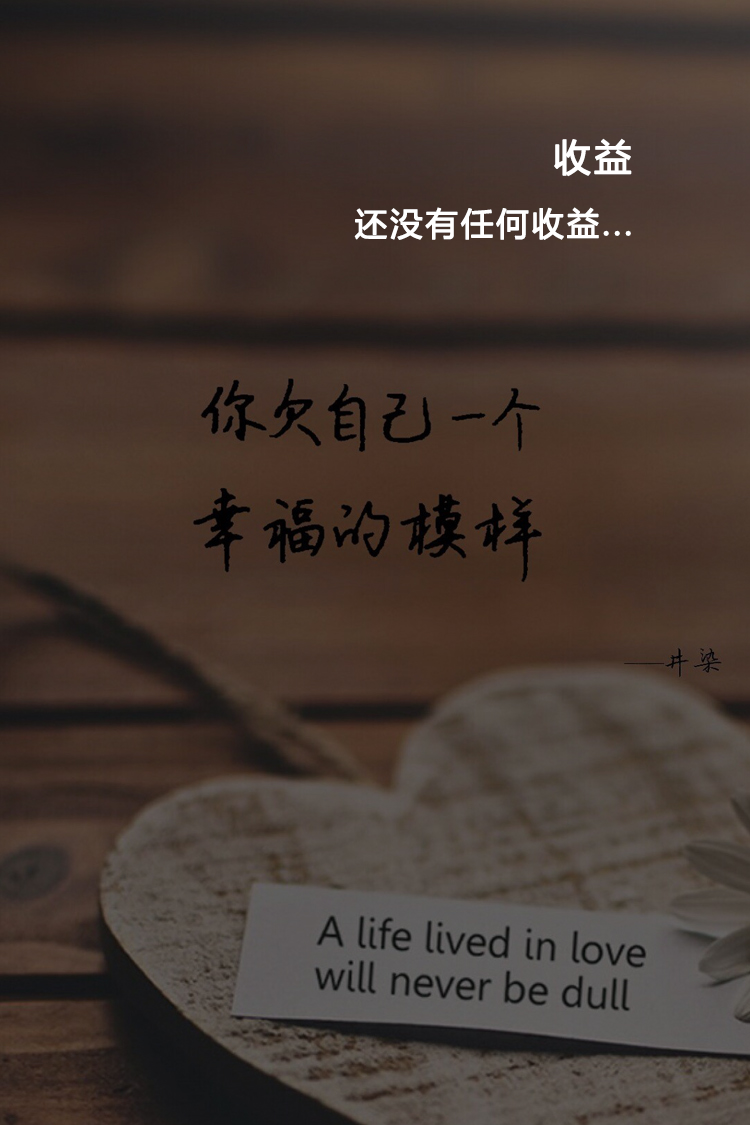 收益
还没有任何收益...
你欠自己一个
幸福的模样
——井染
A life lived in love
will never be dull